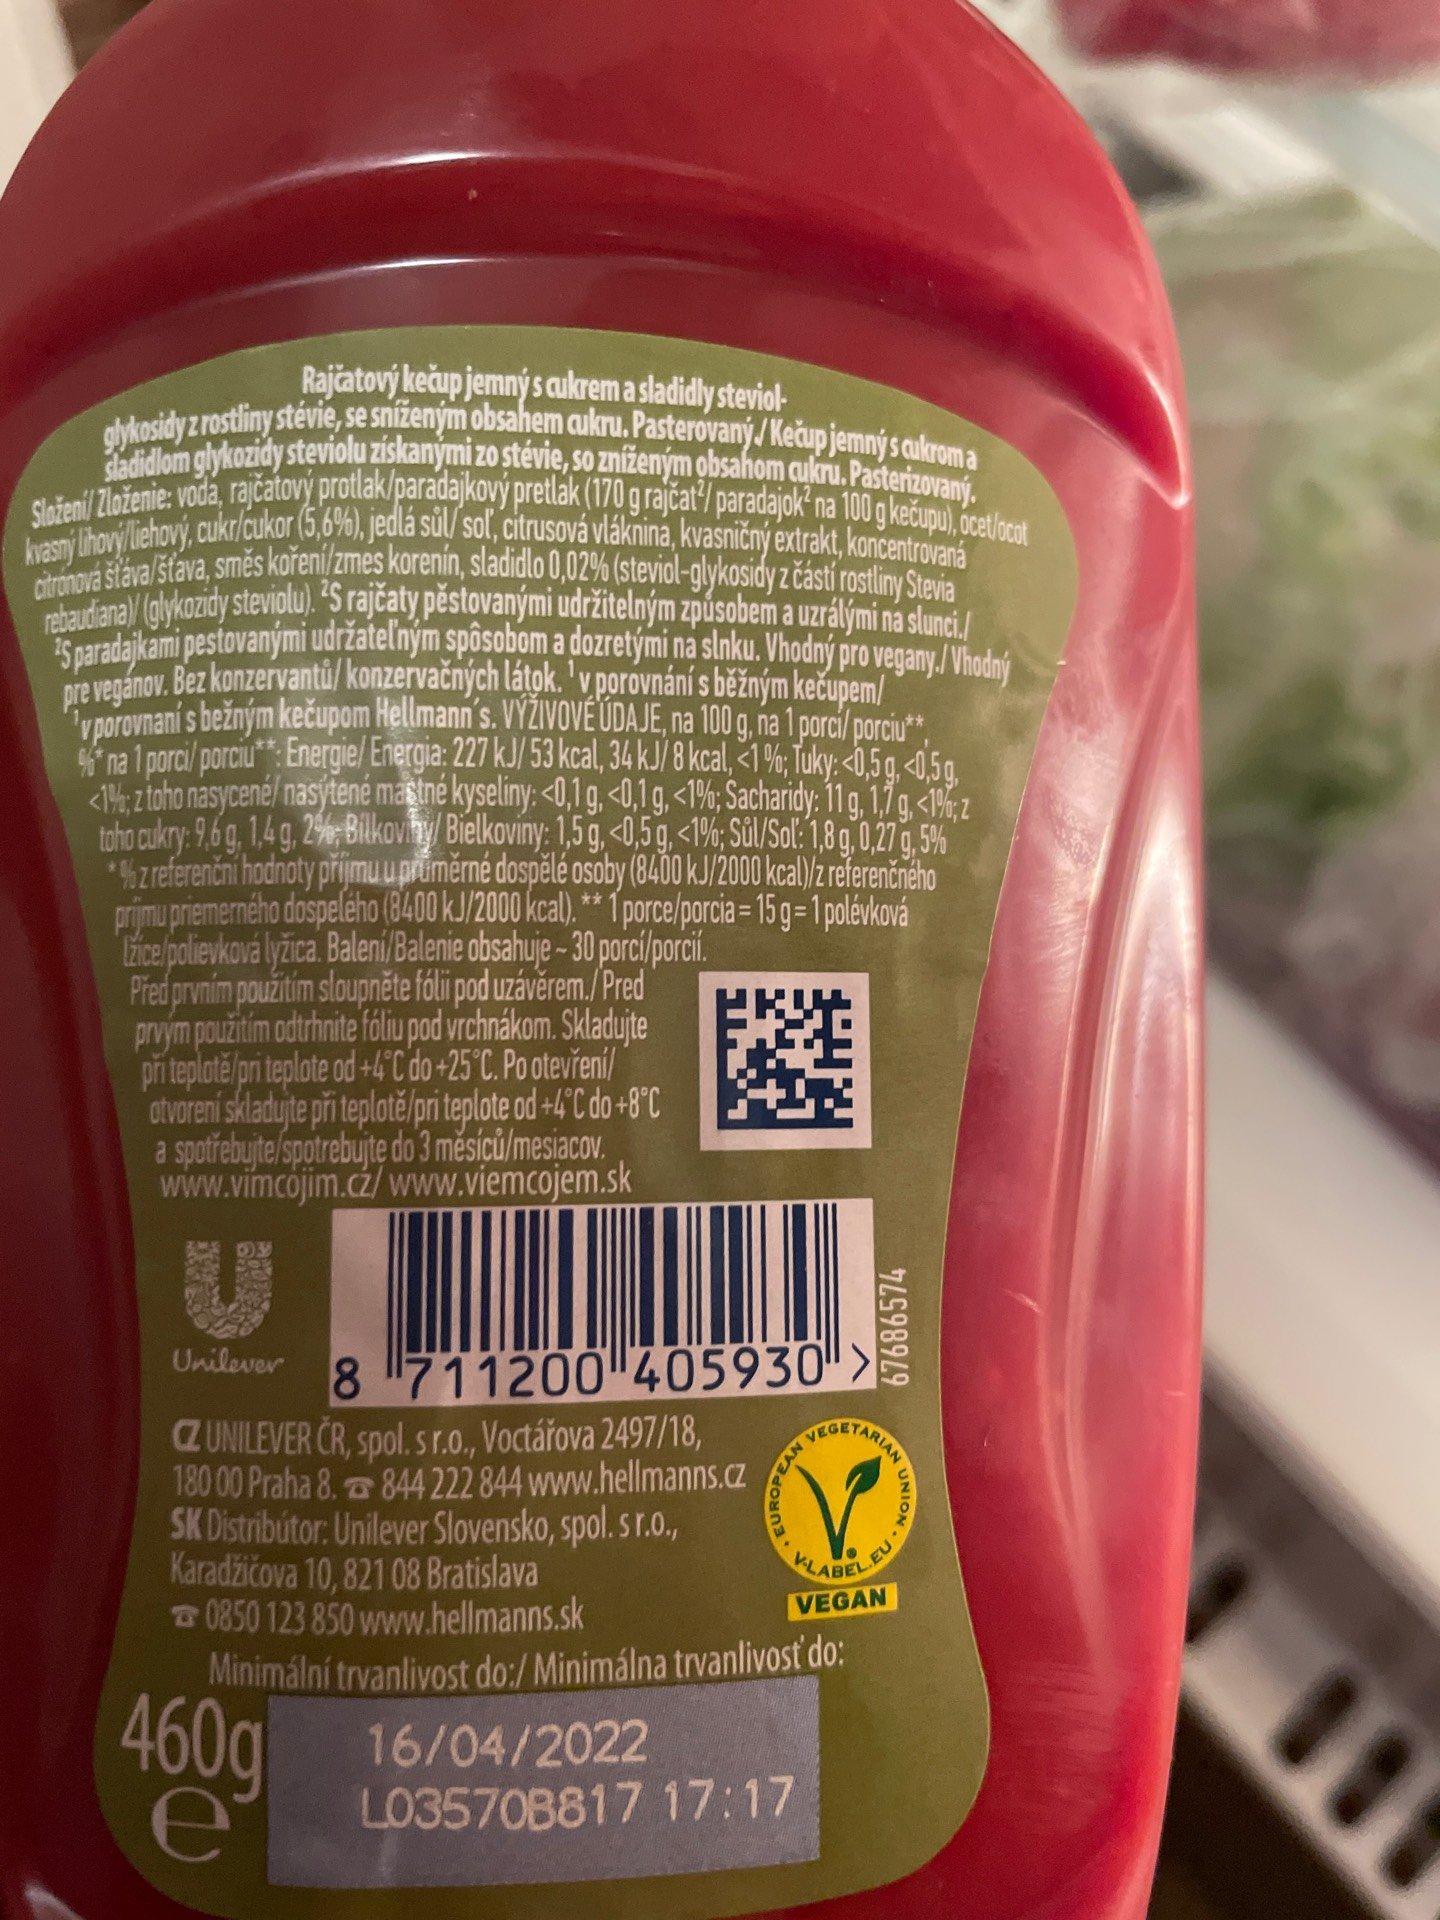 Rajčatový kečup jemný s cukrem a sladidly steviol-
glykosidy z rostliny stévie, se sníženým obsahem cukru. Pasterovaný./ Kečup jemný s cukrom a
sladidlom glykozidy steviolu získanými zo stévie, so zníženým obsahom cukru. Pasterizovaný.
Složení/ Zloženie: voda, rajčatový protlak/paradajkový pretlak (170 g rajčat²/ paradajok² na 100 g kečupu), ocet/ocot
kvasný lihový/liehový, cukr/cukor (5,6%), jedlá sůl/ soľ, citrusová vláknina, kvasničný extrakt, koncentrovaná
citrónová šťáva/šťava, směs koření/zmes korenín, sladidlo 0,02% (steviol-glykosidy z částí rostliny Stevia
rebaudiana)/ (glykozidy steviolu). ²S rajčaty pěstovanými udržitelným způsobem a uzrálými na slunci./
²S paradajkami pestovanými udržateľným spôsobom a dozretými na slnku. Vhodný pro vegany./ Vhodný
pre vegánov. Bez konzervantů/ konzervačných látok. ¹v porovnání s běžným kečupem/
¹v porovnaní s bežným kečupom Hellmann´s. VÝŽIVOVÉ ÚDAJE, na 100 g, na 1 porci/ porciu**,
%* na 1 porci/ porciu**: Energie/ Energia: 227 kJ/ 53 kcal, 34 kJ/ 8 kcal, <1 %; Tuky: <0,5 g, <0,5 g,
<1%; z toho nasycené/ nasýtené mastné kyseliny: <0,1 g, <0,1 g, <1%; Sacharidy: 11 g, 1,7 g, <1%; z
toho cukry: 9,6 g, 1,4 g, 2%; Bílkoviny/ Bielkoviny: 1,5 g, <0,5 g, <1%; Sůl/Soľ: 1,8 g, 0,27 g, 5%
* % z referenční hodnoty příjmu u průměrné dospělé osoby (8400 kJ/2000 kcal)/z referenčného
príjmu priemerného dospelého (8400 kJ/2000 kcal). ** 1 porce/porcia = 15 g = 1 polévková
lžíce/polievková lyžica. Balení/Balenie obsahuje ~ 30 porcí/porcií.
Před prvním použitím sloupněte fólii pod uzávěrem./ Pred
prvým použitím odtrhnite fóliu pod vrchnákom. Skladujte
při teplotě/pri teplote od +4°C do +25°C. Po otevření/
otvorení skladujte při teplotě/pri teplote od +4°C do +8°C
a spotřebujte/spotrebujte do 3 měsíců/mesiacov.
www.vimcojim.cz/ www.viemcojem.sk
Unilever
8 711200 405930 >
67686574
CZ UNILEVER ČR, spol. s r.o., Voctářova 2497/18,
180 00 Praha 8. ☎ 844 222 844 www.hellmanns.cz
SK Distribútor: Unilever Slovensko, spol. s r.o.,
Karadžičova 10, 821 08 Bratislava
☎ 0850 123 850 www.hellmanns.sk
EUROPEAN VEGETARIAN UNION
V-LABEL.EU
VEGAN
Minimální trvanlivost do:/ Minimálna trvanlivosť do:
460g
e
16/04/2022
L03570B817 17:17